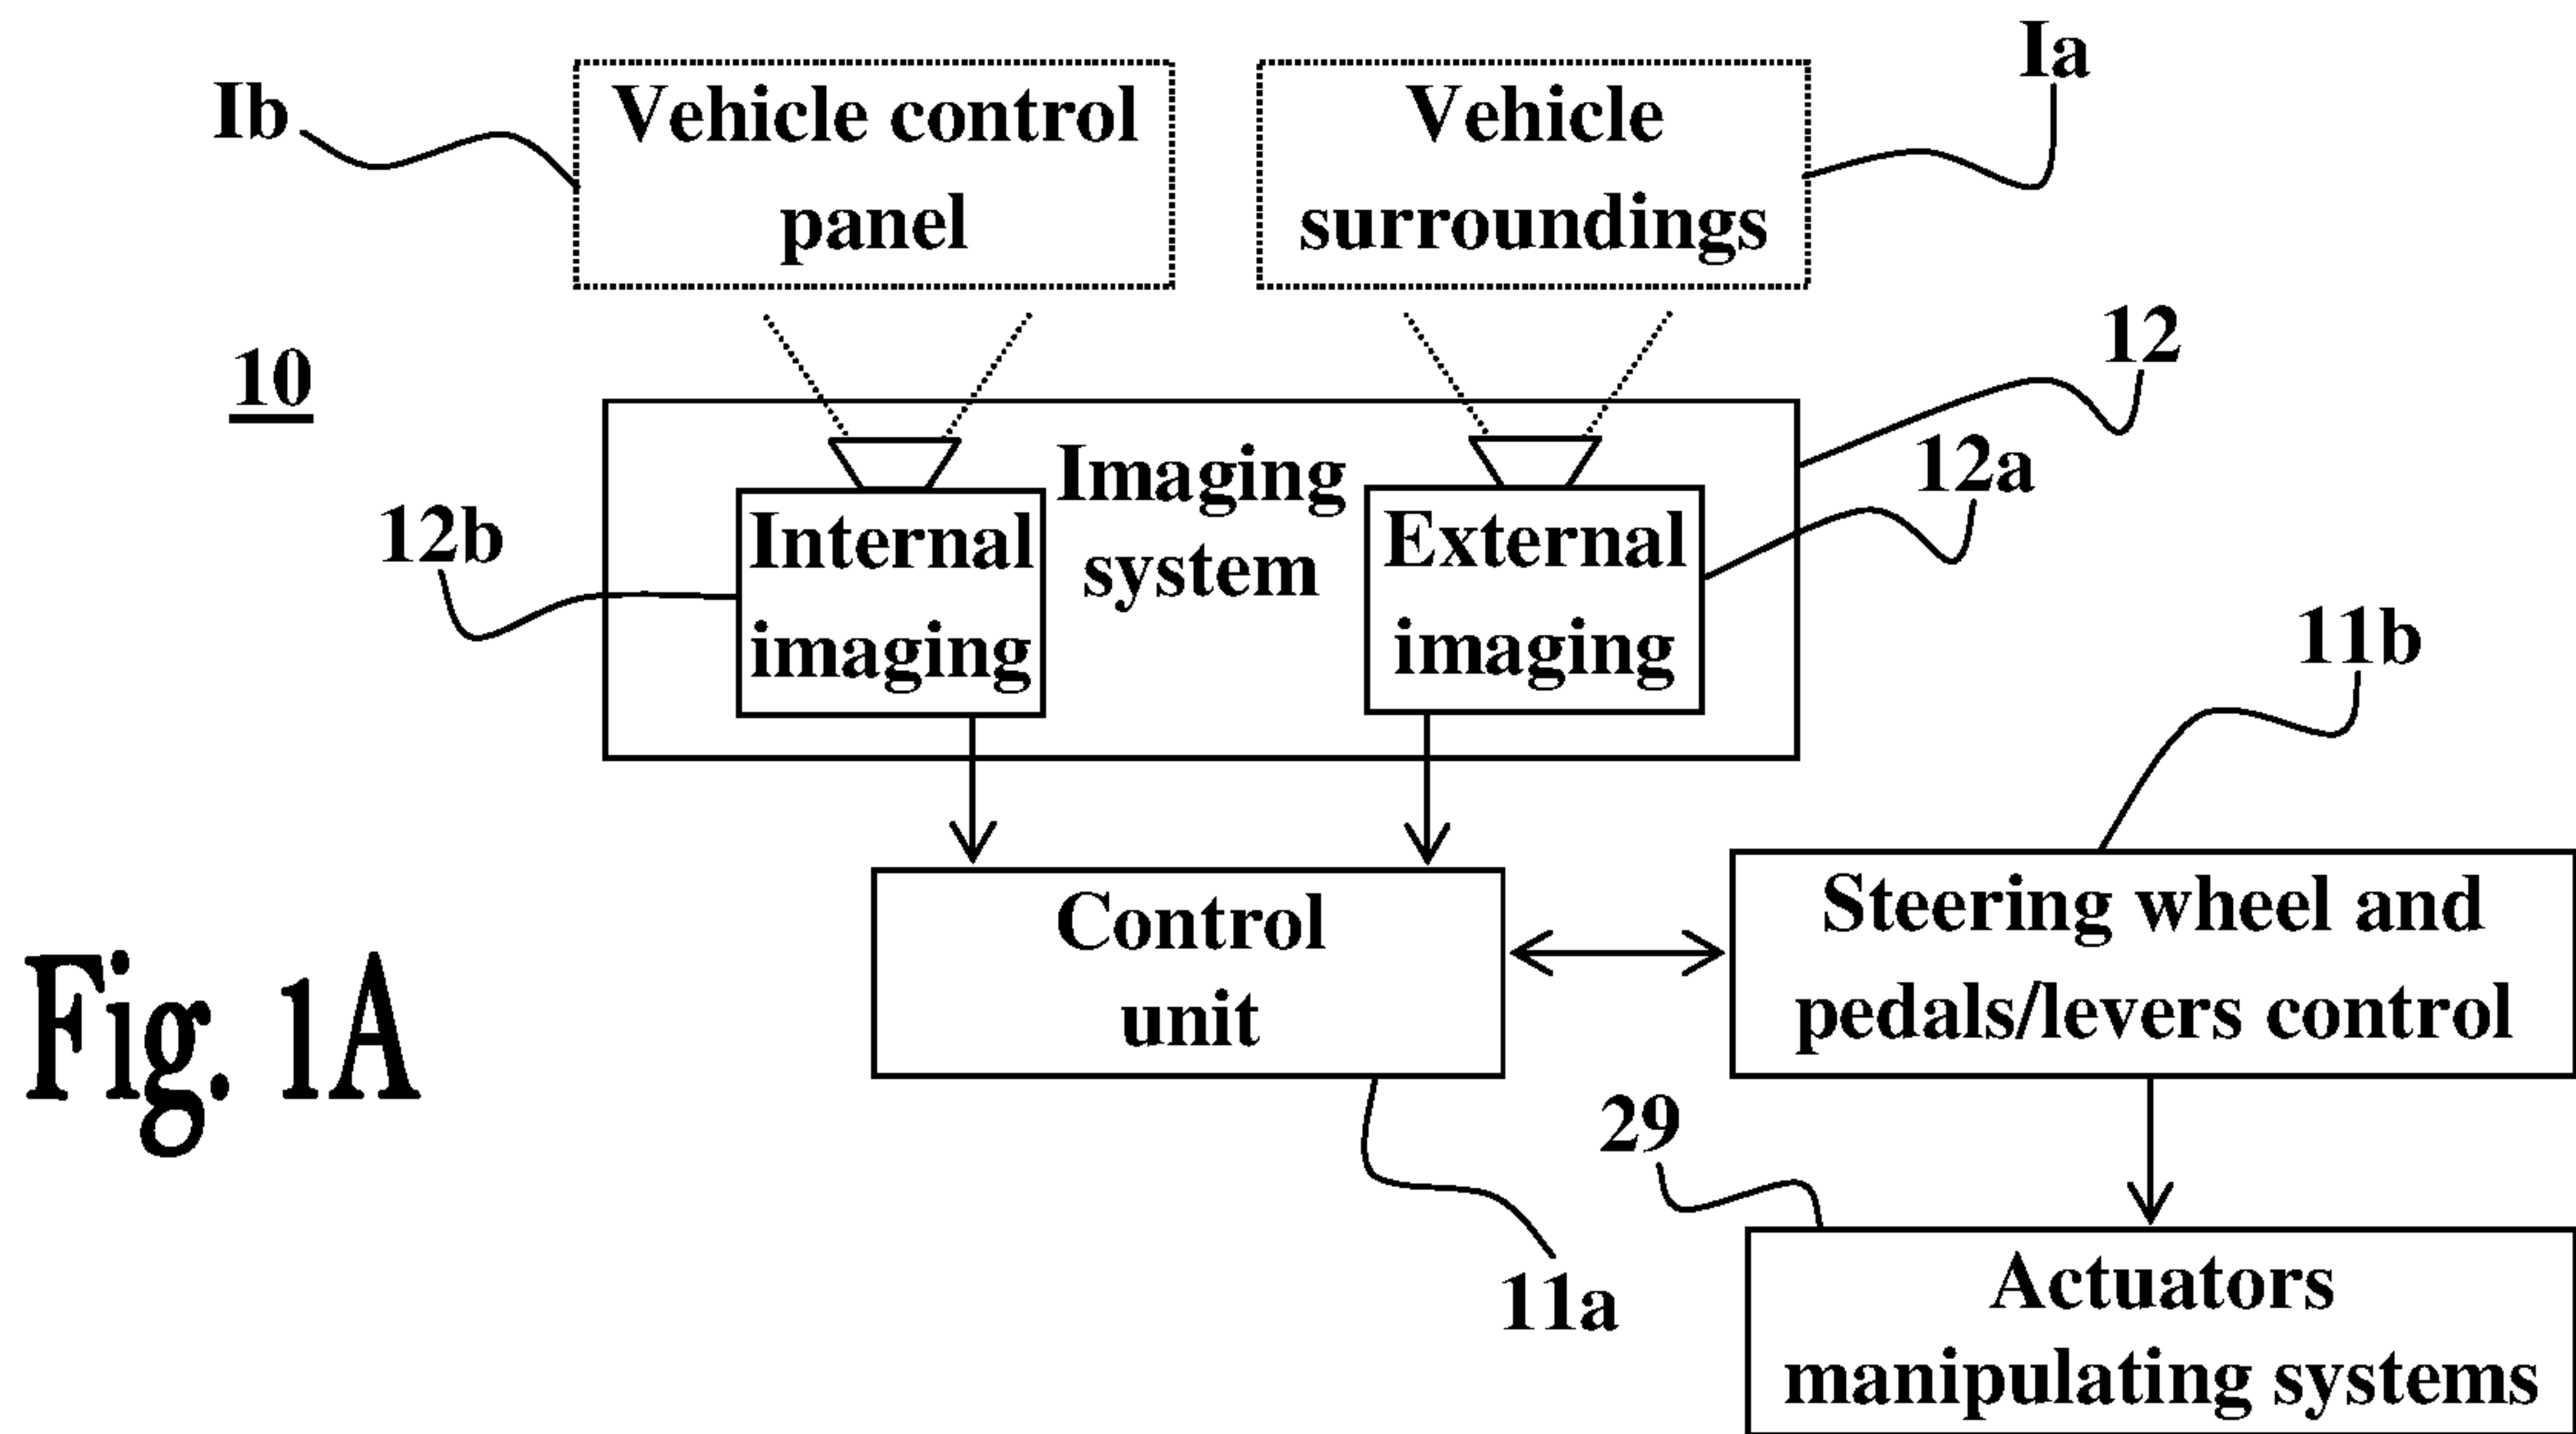 Ia
Ib
Vehicle control
panel
Vehicle
surroundings
10
12
12a
12b
Imaging
system
Internal
imaging
External
imaging
11b
Control
unit
Steering wheel and
pedals/levers control
Fig. 1A
29
11a
Actuators
manipulating systems